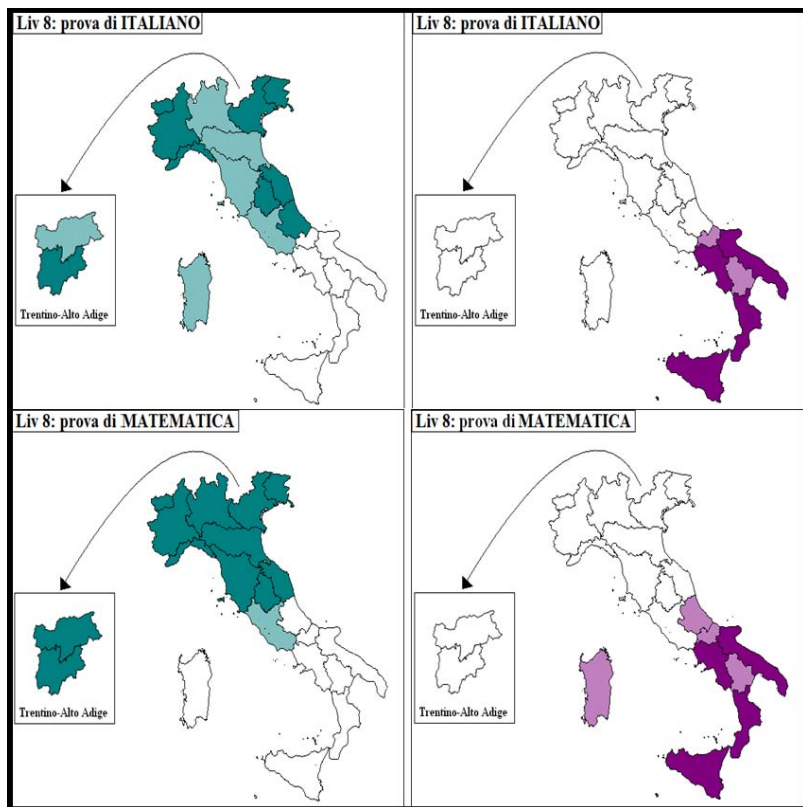 Liv 8: prova di ITALIANO
Liv 8: prova di ITALIANO
Trentino-Alto Adige
Trentino-Alto Adige
Liv 8: prova di MATEMATICA
Liv 8: prova di MATEMATICA
Trentino-Alto Adige
Trentino-Alto Adige